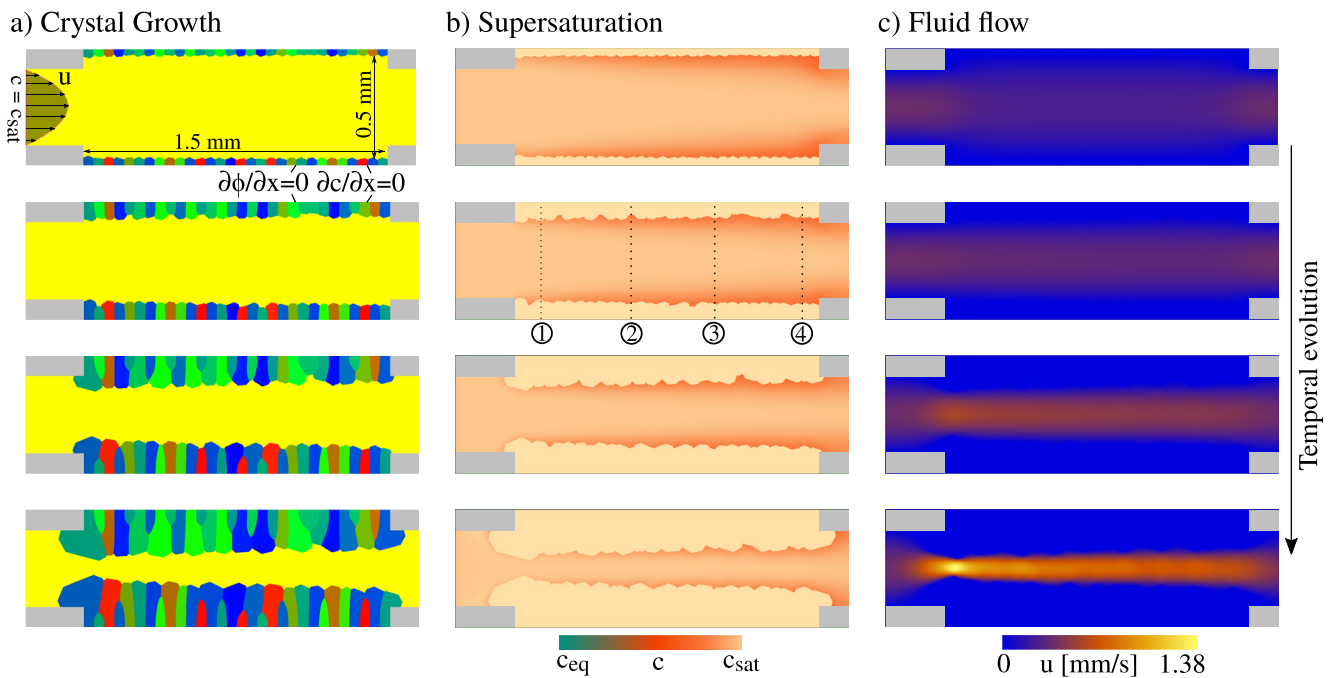 a) Crystal Growth
b) Supersaturation
c) Fluid flow
c = c_sat
u
0.5 mm
1.5 mm
∂ϕ/∂x=0 ∂c/∂x=0
① ② ③ ④
Temporal evolution
c_eq c c_sat
0 u [mm/s] 1.38